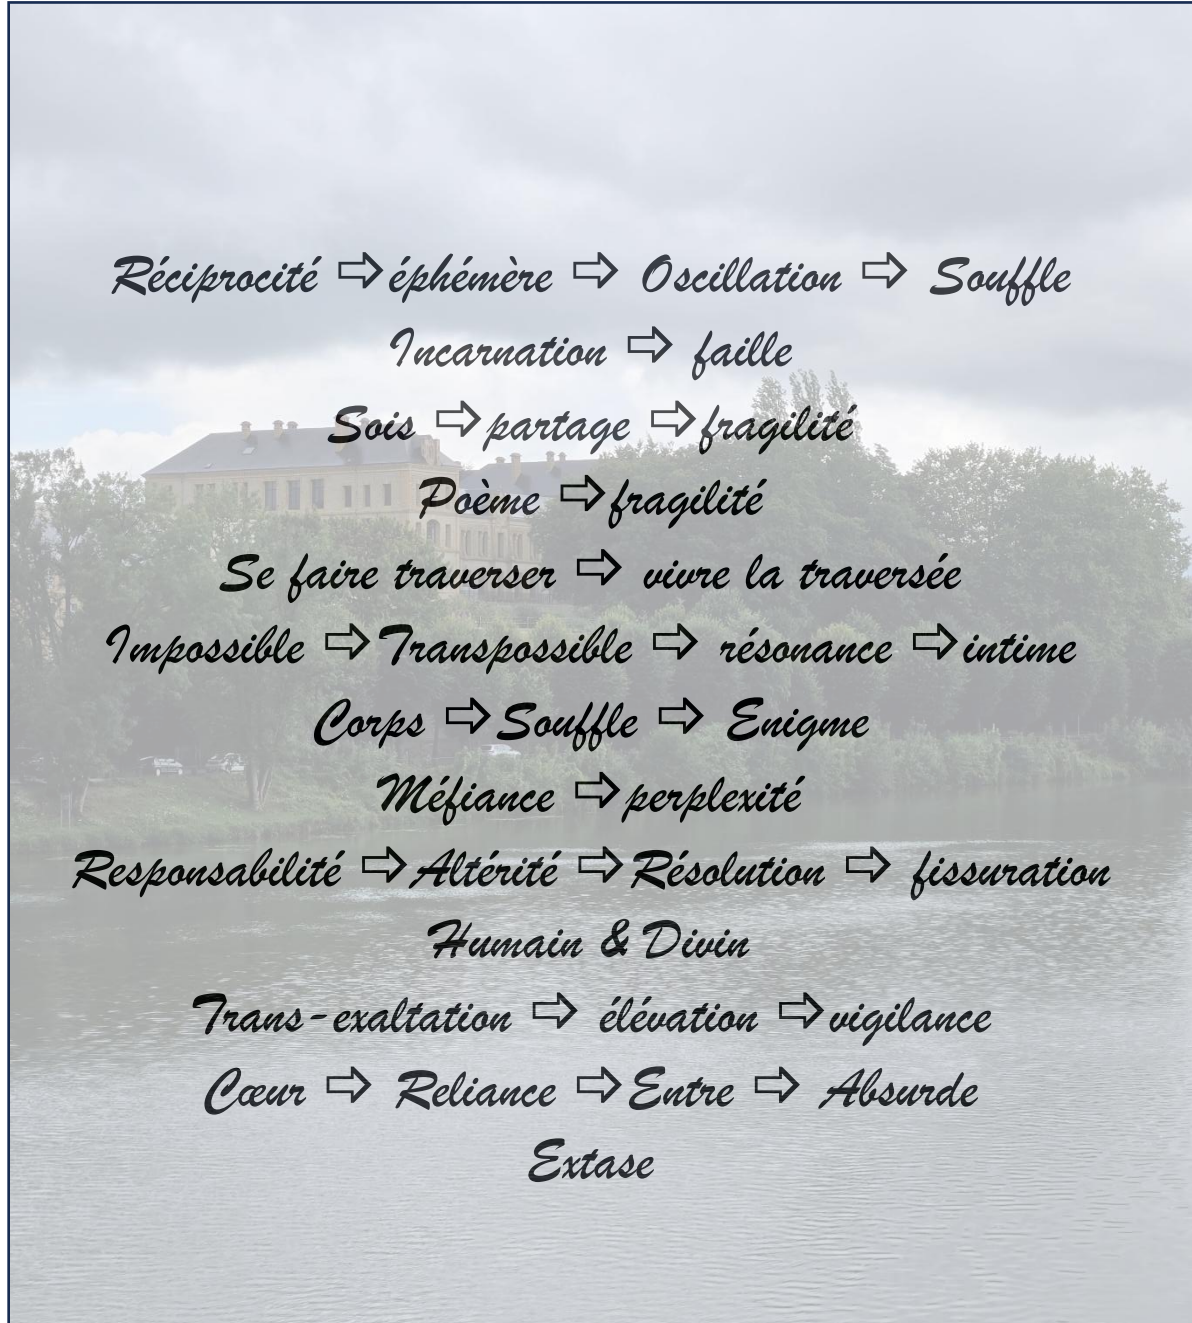 Réciprocité ⇨ éphémère ⇨ Oscillation ⇨ Souffle
Incarnation ⇨ faille
Sois ⇨ partage ⇨ fragilité
Poème ⇨ fragilité
Se faire traverser ⇨ vivre la traversée
Impossible ⇨ Transpossible ⇨ résonance ⇨ intime
Corps ⇨ Souffle ⇨ Enigme
Méfiance ⇨ perplexité
Responsabilité ⇨ Altérité ⇨ Résolution ⇨ fissuration
Humain & Divin
Trans-exaltation ⇨ élévation ⇨ vigilance
Cœur ⇨ Reliance ⇨ Entre ⇨ Absurde
Extase